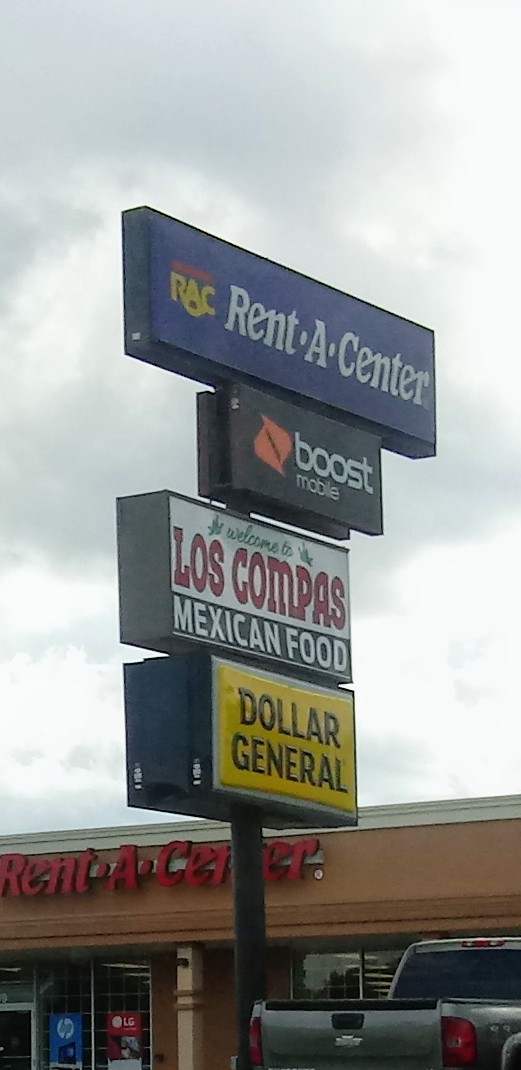 RAC
Rent·A·Center
boost
mobile
welcome to
LOS COMPAS
MEXICAN FOOD
DOLLAR
GENERAL
Rent·A·Center
hp
LG